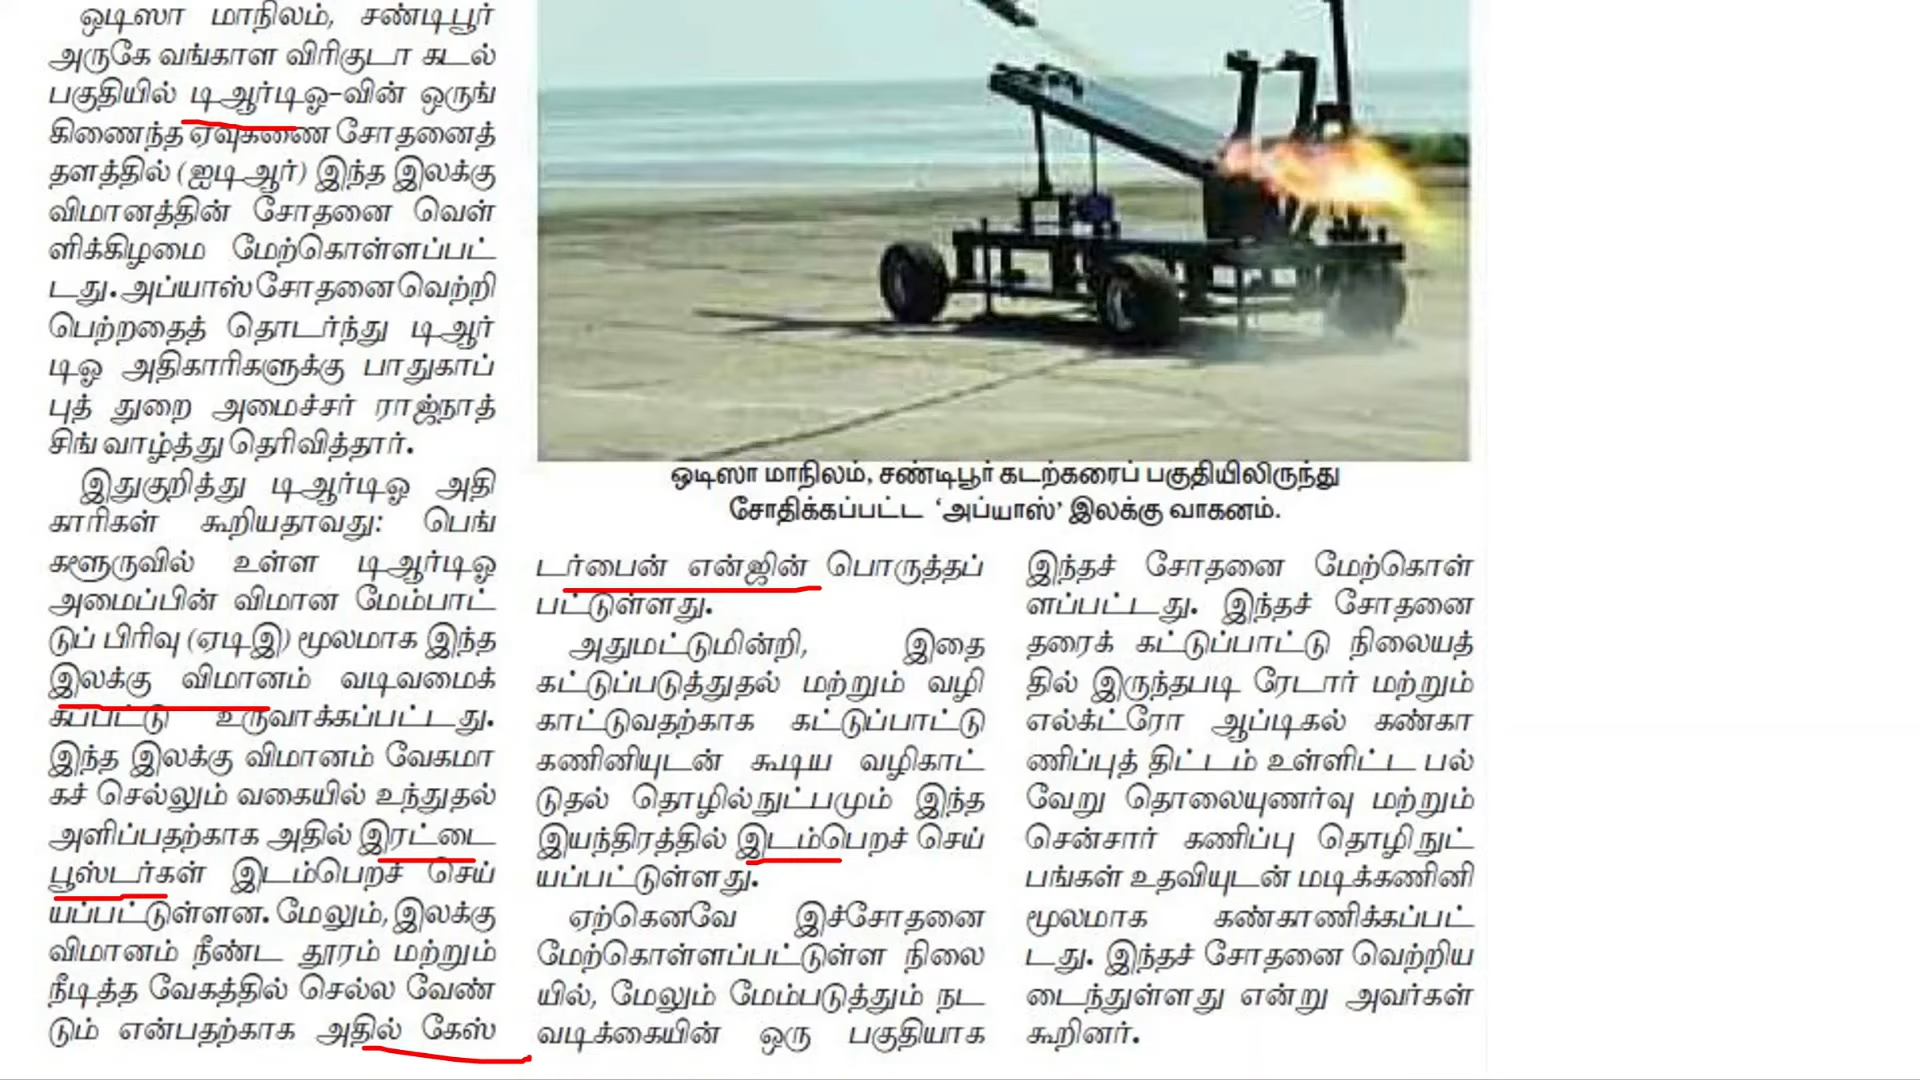 ஒடிஸா மாநிலம், சண்டிபூர்
அருகே வங்காள விரிகுடா கடல்
பகுதியில் டிஆர்டிஓ-வின் ஒருங்
கிணைந்த ஏவுகணை சோதனைத்
தளத்தில் (ஐடிஆர்) இந்த இலக்கு
விமானத்தின் சோதனை வெள்
ளிக்கிழமை மேற்கொள்ளப்பட்
டது. அப்யாஸ் சோதனை வெற்றி
பெற்றதைத் தொடர்ந்து டிஆர்
டிஓ அதிகாரிகளுக்கு பாதுகாப்
புத் துறை அமைச்சர் ராஜ்நாத்
சிங் வாழ்த்து தெரிவித்தார்.
இதுகுறித்து டிஆர்டிஓ அதி
காரிகள் கூறியதாவது: பெங்
களூருவில் உள்ள டிஆர்டிஓ
அமைப்பின் விமான மேம்பாட்
டுப் பிரிவு (ஏடிஇ) மூலமாக இந்த
இலக்கு விமானம் வடிவமைக்
கப்பட்டு உருவாக்கப்பட்டது.
இந்த இலக்கு விமானம் வேகமா
கச் செல்லும் வகையில் உந்துதல்
அளிப்பதற்காக அதில் இரட்டை
பூஸ்டர்கள் இடம்பெறச் செய்
யப்பட்டுள்ளன. மேலும், இலக்கு
விமானம் நீண்ட தூரம் மற்றும்
நீடித்த வேகத்தில் செல்ல வேண்
டும் என்பதற்காக அதில் கேஸ்
ஒடிஸா மாநிலம், சண்டிபூர் கடற்கரைப் பகுதியிலிருந்து
சோதிக்கப்பட்ட ‘அப்யாஸ்’ இலக்கு வாகனம்.
டர்பைன் என்ஜின் பொருத்தப்
பட்டுள்ளது.
அதுமட்டுமின்றி, இதை
கட்டுப்படுத்துதல் மற்றும் வழி
காட்டுவதற்காக கட்டுப்பாட்டு
கணினியுடன் கூடிய வழிகாட்
டுதல் தொழில்நுட்பமும் இந்த
இயந்திரத்தில் இடம்பெறச் செய்
யப்பட்டுள்ளது.
ஏற்கெனவே இச்சோதனை
மேற்கொள்ளப்பட்டுள்ள நிலை
யில், மேலும் மேம்படுத்தும் நட
வடிக்கையின் ஒரு பகுதியாக
இந்தச் சோதனை மேற்கொள்
ளப்பட்டது. இந்தச் சோதனை
தரைக் கட்டுப்பாட்டு நிலையத்
தில் இருந்தபடி ரேடார் மற்றும்
எல்க்ட்ரோ ஆப்டிகல் கண்கா
ணிப்புத் திட்டம் உள்ளிட்ட பல்
வேறு தொலையுணர்வு மற்றும்
சென்சார் கணிப்பு தொழிநுட்
பங்கள் உதவியுடன் மடிக்கணினி
மூலமாக கண்காணிக்கப்பட்
டது. இந்தச் சோதனை வெற்றிய
டைந்துள்ளது என்று அவர்கள்
கூறினர்.